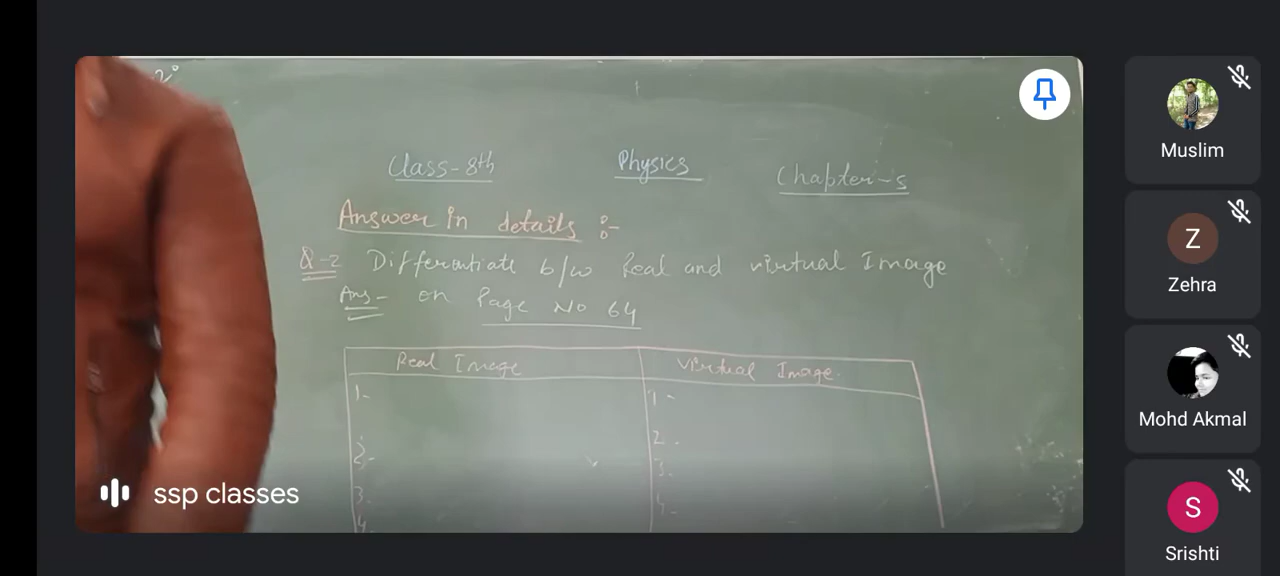 2°
Class-8th Physics Chapter-5
Answer in details :-
Q-2 Differentiate b/w Real and virtual Image
Ans- on Page No 64
Real Image Virtual Image.
1- 1-
2- 2.
3. 3.
4. 4-
ssp classes
Muslim
Z
Zehra
Mohd Akmal
S
Srishti